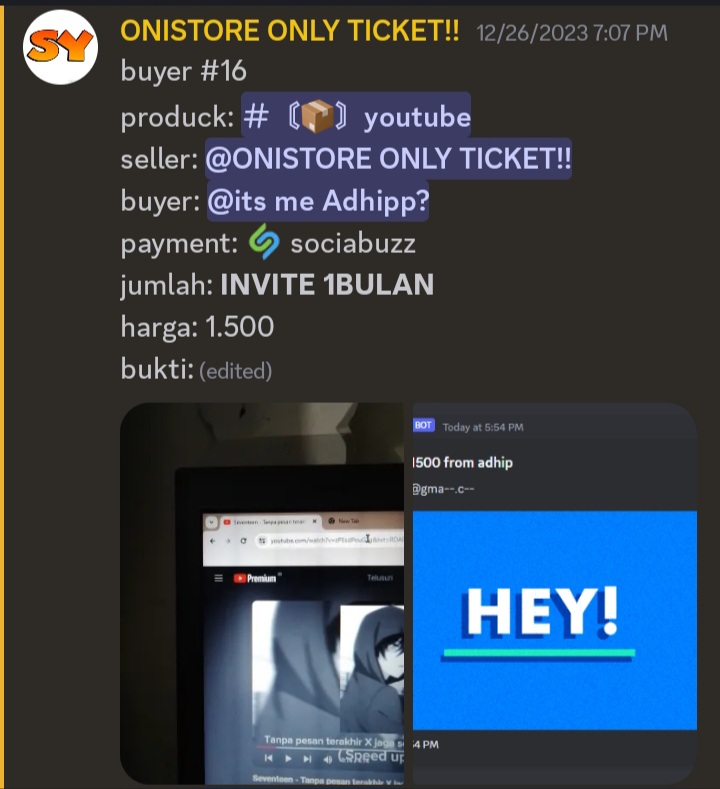 SY
ONISTORE ONLY TICKET!! 12/26/2023 7:07 PM
buyer #16
produck: # 〘📦〙 youtube
seller: @ONISTORE ONLY TICKET!!
buyer: @its me Adhipp?
payment: sociabuzz
jumlah: INVITE 1BULAN
harga: 1.500
bukti: (edited)
Seventeen - Tanpa pesan terak
New Tab
youtube.com/watch?v=
Premium
Telusuri
Tanpa pesan terakhir X jaga s
(Speed up
Seventeen - Tanpa pesan terakhir X
BOT Today at 5:54 PM
1500 from adhip
@gma--.c--
HEY!
4 PM